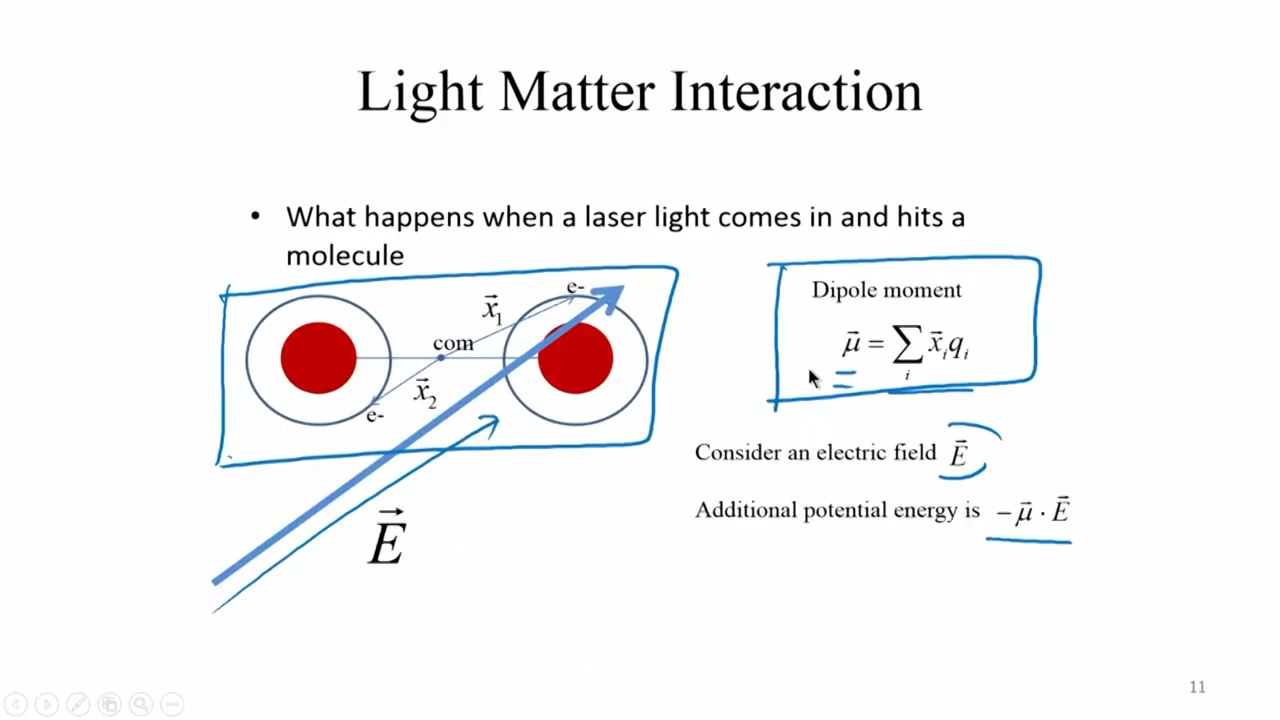 Light Matter Interaction
• What happens when a laser light comes in and hits a
molecule
e-
x⃗₁
com
x⃗₂
e-
E⃗
Dipole moment
μ⃗ = ∑ᵢ x⃗ᵢqᵢ
Consider an electric field E⃗
Additional potential energy is −μ⃗ · E⃗
11